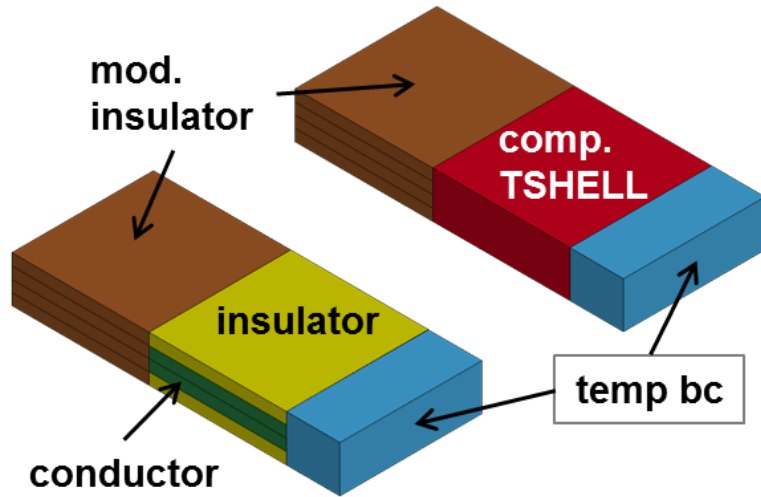 mod.
insulator
comp.
TSHELL
insulator
temp bc
conductor